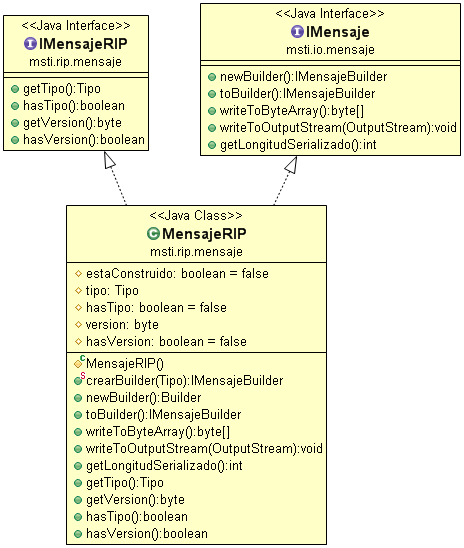 <<Java Interface>>
IMensajeRIP
msti.rip.mensaje
getTipo():Tipo
hasTipo():boolean
getVersion():byte
hasVersion():boolean
<<Java Interface>>
IMensaje
msti.io.mensaje
newBuilder():IMensajeBuilder
toBuilder():IMensajeBuilder
writeToByteArray():byte[]
writeToOutputStream(OutputStream):void
getLongitudSerializado():int
<<Java Class>>
MensajeRIP
msti.rip.mensaje
estaConstruido: boolean = false
tipo: Tipo
hasTipo: boolean = false
version: byte
hasVersion: boolean = false
MensajeRIP()
crearBuilder(Tipo):IMensajeBuilder
newBuilder():Builder
toBuilder():IMensajeBuilder
writeToByteArray():byte[]
writeToOutputStream(OutputStream):void
getLongitudSerializado():int
getTipo():Tipo
getVersion():byte
hasTipo():boolean
hasVersion():boolean